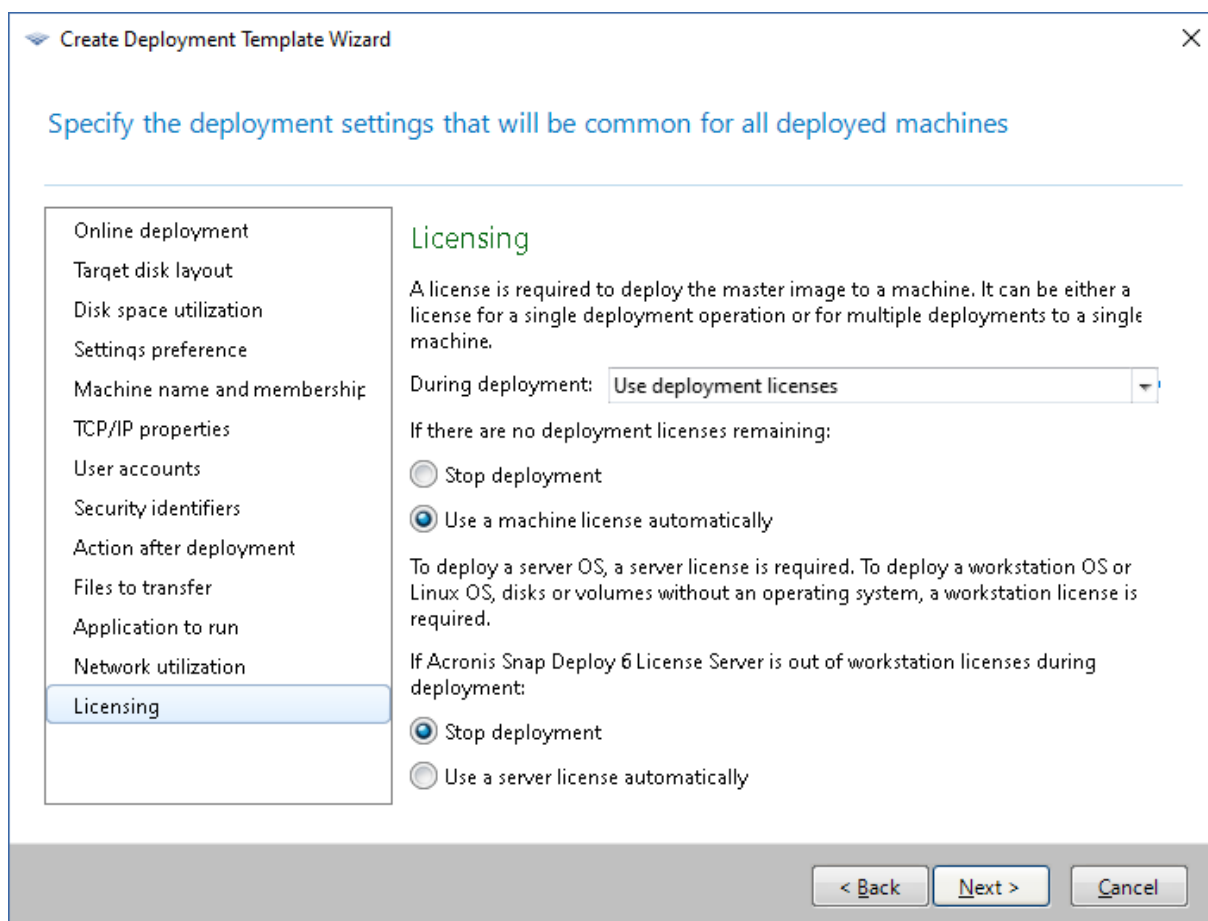 Create Deployment Template Wizard
Specify the deployment settings that will be common for all deployed machines
Online deployment
Target disk layout
Disk space utilization
Settings preference
Machine name and membership
TCP/IP properties
User accounts
Security identifiers
Action after deployment
Files to transfer
Application to run
Network utilization
Licensing
Licensing
A license is required to deploy the master image to a machine. It can be either a
license for a single deployment operation or for multiple deployments to a single
machine.
During deployment: Use deployment licenses
If there are no deployment licenses remaining:
Stop deployment
Use a machine license automatically
To deploy a server OS, a server license is required. To deploy a workstation OS or
Linux OS, disks or volumes without an operating system, a workstation license is
required.
If Acronis Snap Deploy 6 License Server is out of workstation licenses during
deployment:
Stop deployment
Use a server license automatically
< Back Next > Cancel